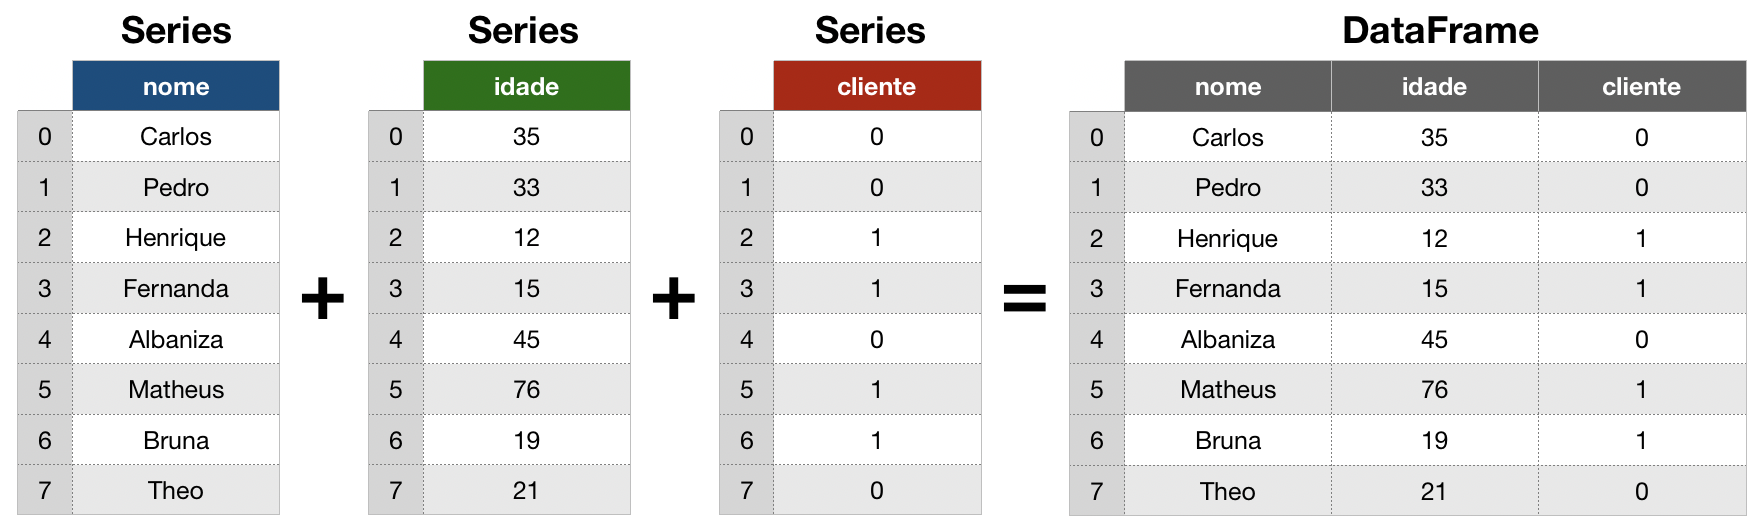 Series Series Series DataFrame
nome idade cliente nome idade cliente
0 Carlos 0 35 0 0 0 Carlos 35 0
1 Pedro 1 33 1 0 1 Pedro 33 0
2 Henrique 2 12 2 1 2 Henrique 12 1
3 Fernanda + 3 15 + 3 1 = 3 Fernanda 15 1
4 Albaniza 4 45 4 0 4 Albaniza 45 0
5 Matheus 5 76 5 1 5 Matheus 76 1
6 Bruna 6 19 6 1 6 Bruna 19 1
7 Theo 7 21 7 0 7 Theo 21 0